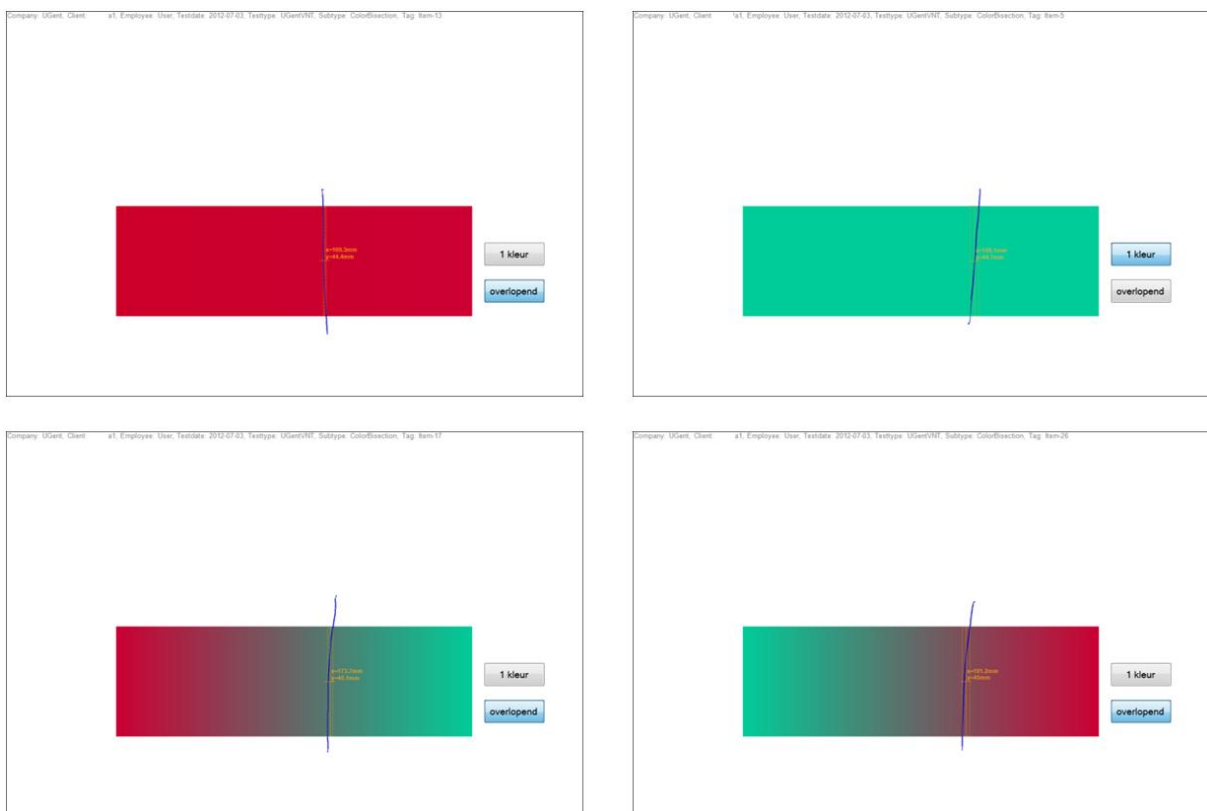 Company: UGent, Client a1, Employee: User, Testdate: 2012-07-03, Testtype: UGentVNT, Subtype: ColorBisection, Tag: Item-13
1 kleur
overlopend
Company: UGent, Client 'a1, Employee: User, Testdate: 2012-07-03, Testtype: UGentVNT, Subtype: ColorBisection, Tag: Item-5
1 kleur
overlopend
Company: UGent, Client a1, Employee: User, Testdate: 2012-07-03, Testtype: UGentVNT, Subtype: ColorBisection, Tag: Item-17
1 kleur
overlopend
Company: UGent, Client a1, Employee: User, Testdate: 2012-07-03, Testtype: UGentVNT, Subtype: ColorBisection, Tag: Item-26
y=45mm
1 kleur
overlopend